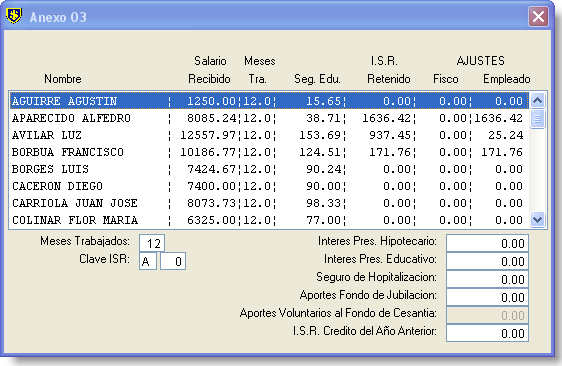 Anexo 03
Salario Meses I.S.R. AJUSTES
Nombre Recibido Tra. Seg. Edu. Retenido Fisco Empleado
AGUIRRE AGUSTIN ¦ 1250.00¦12.0¦ 15.65¦ 0.00¦ 0.00¦ 0.00
APARECIDO ALFEDRO ¦ 8085.24¦12.0¦ 38.71¦ 1636.42¦ 0.00¦1636.42
AVILAR LUZ ¦ 12557.97¦12.0¦ 153.69¦ 937.45¦ 0.00¦ 25.24
BORBUA FRANCISCO ¦ 10186.77¦12.0¦ 124.51¦ 171.76¦ 0.00¦ 171.76
BORGES LUIS ¦ 7424.67¦12.0¦ 90.24¦ 0.00¦ 0.00¦ 0.00
CACERON DIEGO ¦ 7400.00¦12.0¦ 90.00¦ 0.00¦ 0.00¦ 0.00
CARRIOLA JUAN JOSE ¦ 8073.73¦12.0¦ 98.33¦ 0.00¦ 0.00¦ 0.00
COLINAR FLOR MARIA ¦ 6325.00¦12.0¦ 77.00¦ 0.00¦ 0.00¦ 0.00
Meses Trabajados: 12
Clave ISR: A 0
Interes Pres. Hipotecario: 0.00
Interes Pres. Educativo: 0.00
Seguro de Hopitalizacion: 0.00
Aportes Fondo de Jubilacion: 0.00
Aportes Voluntarios al Fondo de Cesantia: 0.00
I.S.R. Credito del Año Anterior: 0.00